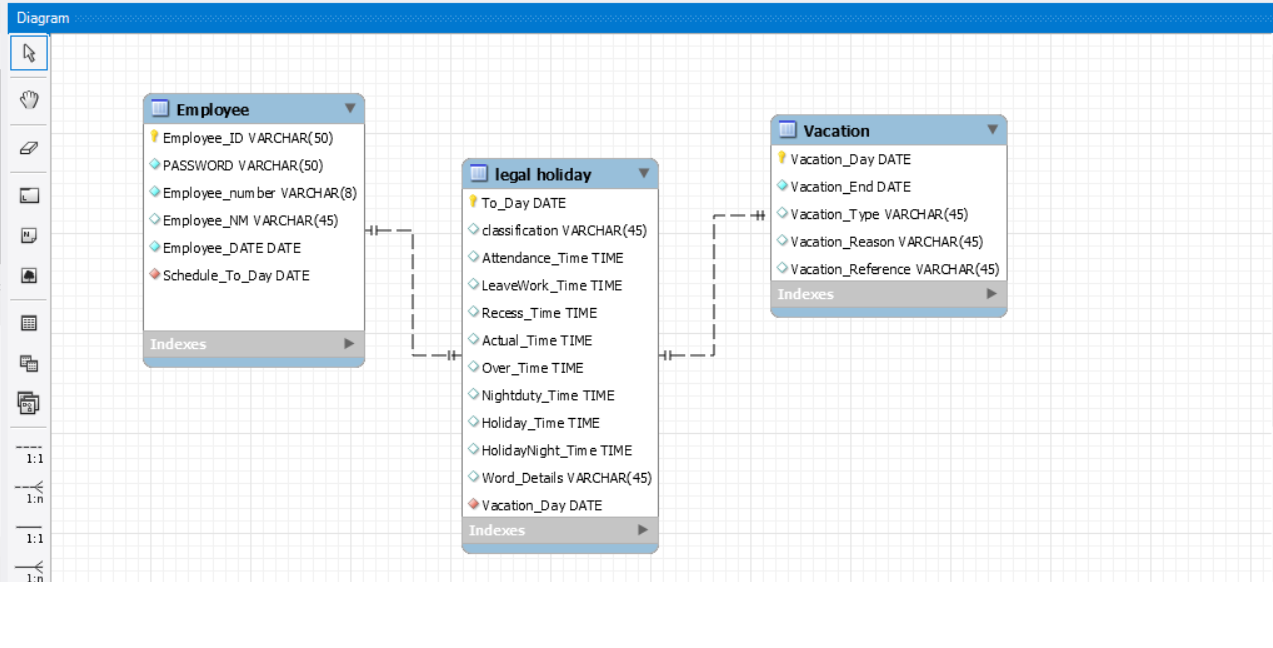 Diagram
Employee
Employee_ID VARCHAR(50)
PASSWORD VARCHAR(50)
Employee_number VARCHAR(8)
Employee_NM VARCHAR(45)
Employee_DATE DATE
Schedule_To_Day DATE
Indexes
legal holiday
To_Day DATE
classification VARCHAR(45)
Attendance_Time TIME
LeaveWork_Time TIME
Recess_Time TIME
Actual_Time TIME
Over_Time TIME
Nightduty_Time TIME
Holiday_Time TIME
HolidayNight_Time TIME
Word_Details VARCHAR(45)
Vacation_Day DATE
Indexes
Vacation
Vacation_Day DATE
Vacation_End DATE
Vacation_Type VARCHAR(45)
Vacation_Reason VARCHAR(45)
Vacation_Reference VARCHAR(45)
Indexes
1:1
1:n
1:1
1:n